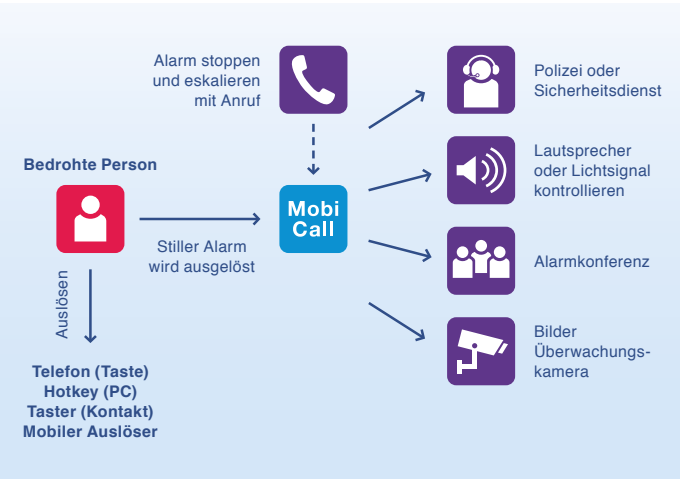 Alarm stoppen
und eskalieren
mit Anruf
Polizei oder
Sicherheitsdienst
Bedrohte Person
Lautsprecher
oder Lichtsignal
kontrollieren
Mobi
Call
Stiller Alarm
wird ausgelöst
Alarmkonferenz
Auslösen
Bilder
Überwachungs-
kamera
Telefon (Taste)
Hotkey (PC)
Taster (Kontakt)
Mobiler Auslöser